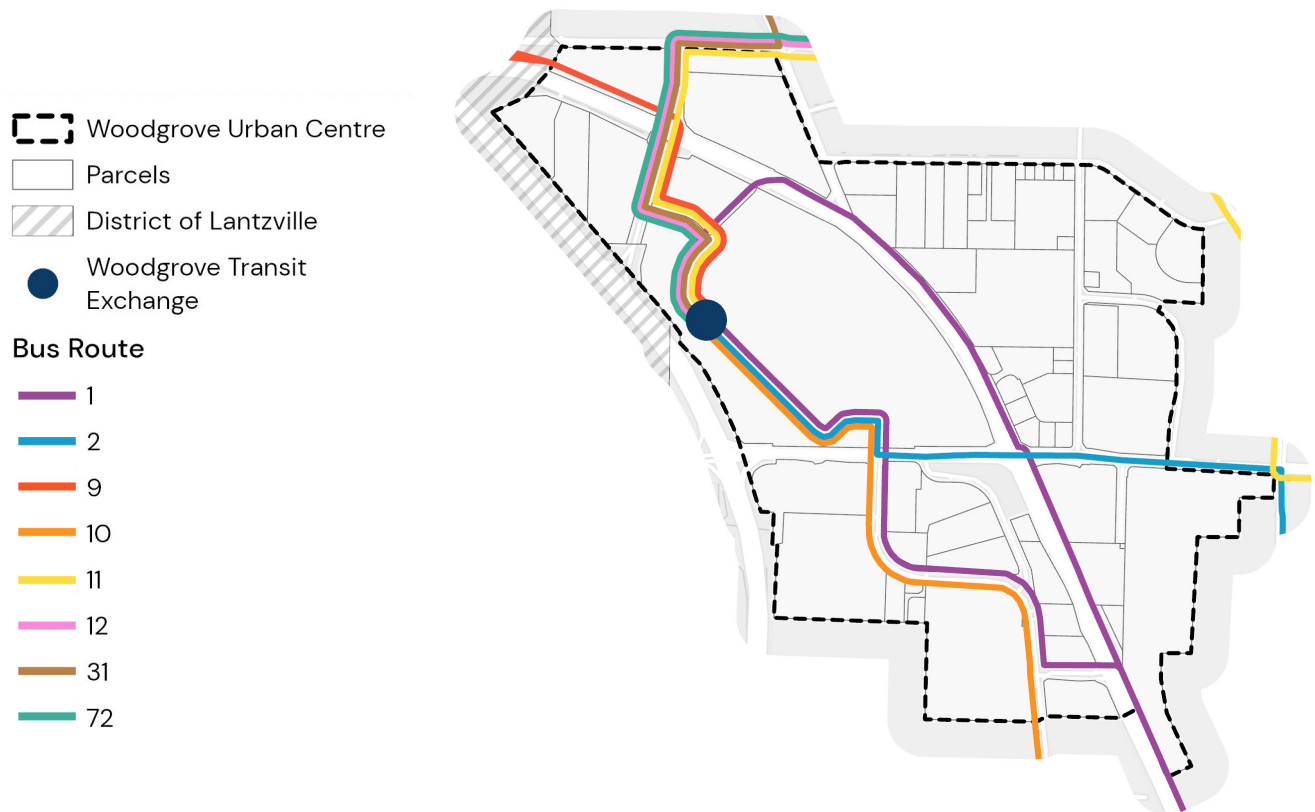 Woodgrove Urban Centre
Parcels
District of Lantzville
Woodgrove Transit
Exchange
Bus Route
1
2
9
10
11
12
31
72